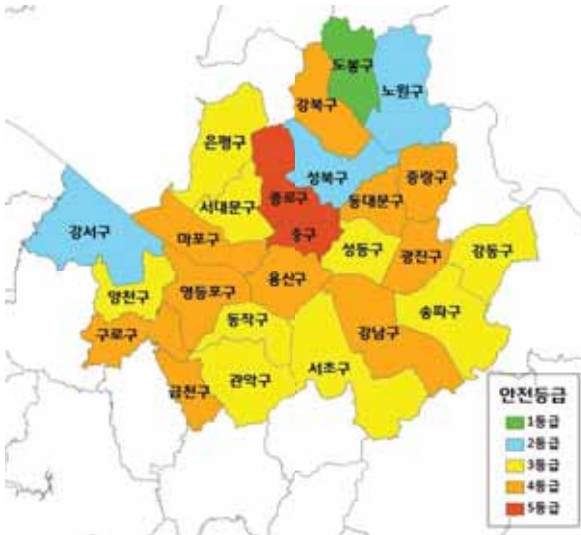 도봉구
노원구
강북구
은평구
성북구
중랑구
종로구
동대문구
서대문구
강서구
마포구
중구
성동구
광진구
강동구
용산구
양천구
영등포구
송파구
동작구
강남구
구로구
서초구
관악구
금천구
안전등급
1등급
2등급
3등급
4등급
5등급